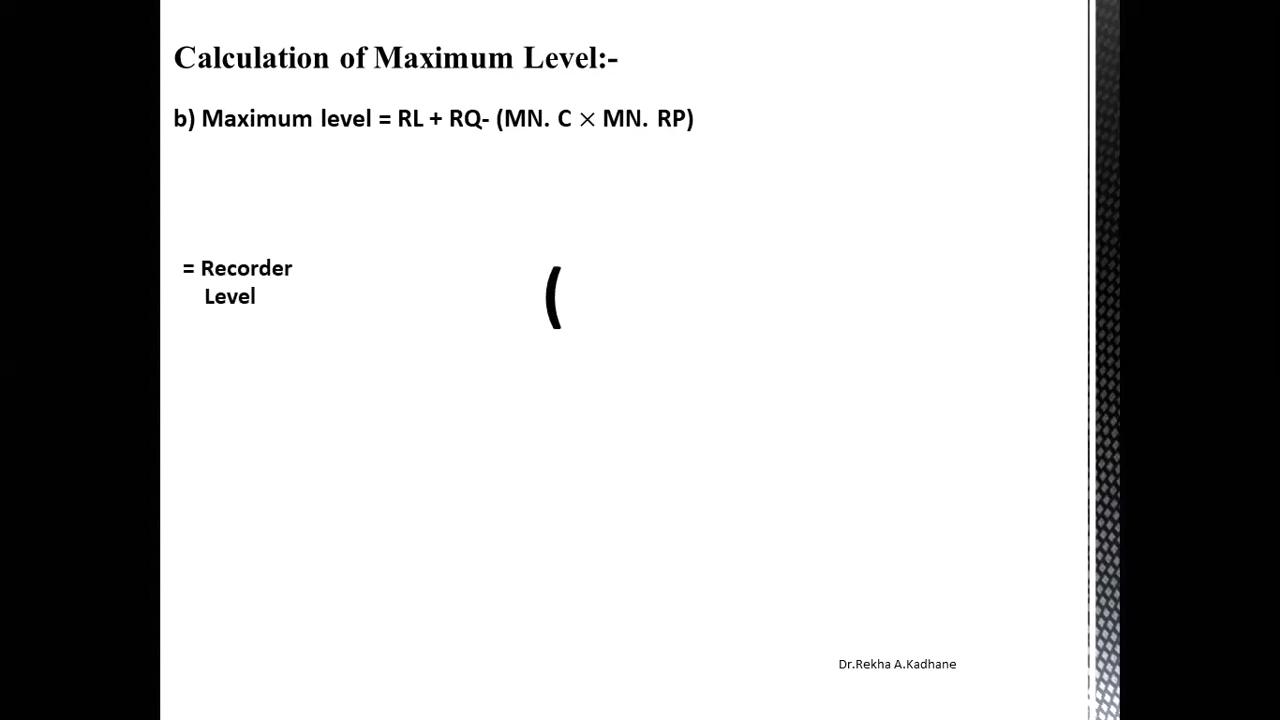 Calculation of Maximum Level:-
b) Maximum level = RL + RQ- (MN. C × MN. RP)
= Recorder
Level
(
Dr.Rekha A.Kadhane